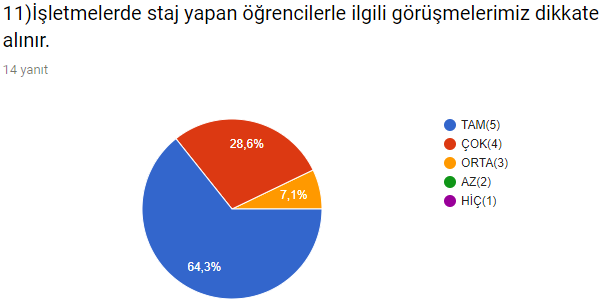 11)İşletmelerde staj yapan öğrencilerle ilgili görüşmelerimiz dikkate
alınır.
14 yanıt
28,6%
7,1%
64,3%
TAM(5)
ÇOK(4)
ORTA(3)
AZ(2)
HİÇ(1)